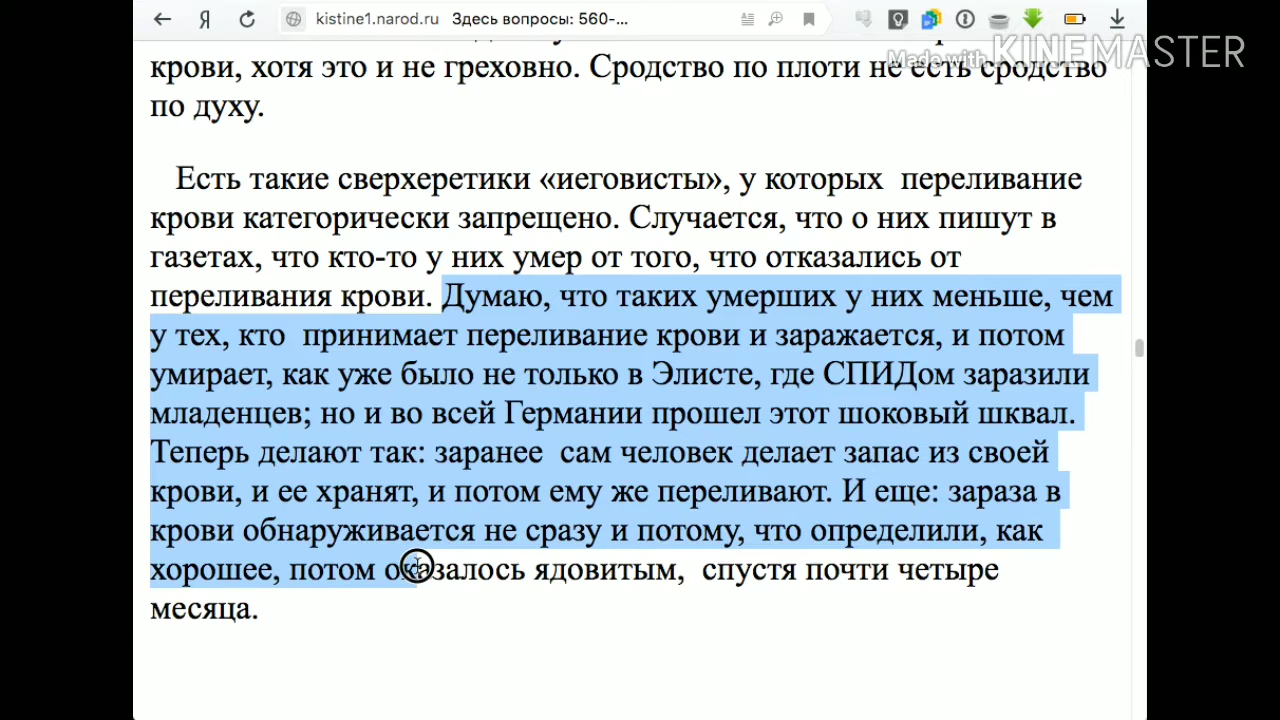 kistine1.narod.ru Здесь вопросы: 560-...
Made with KINEMASTER
крови, хотя это и не греховно. Сродство по плоти не есть сродство
по духу.
Есть такие сверхеретики «иеговисты», у которых переливание
крови категорически запрещено. Случается, что о них пишут в
газетах, что кто-то у них умер от того, что отказались от
переливания крови. Думаю, что таких умерших у них меньше, чем
у тех, кто принимает переливание крови и заражается, и потом
умирает, как уже было не только в Элисте, где СПИДом заразили
младенцев; но и во всей Германии прошел этот шоковый шквал.
Теперь делают так: заранее сам человек делает запас из своей
крови, и ее хранят, и потом ему же переливают. И еще: зараза в
крови обнаруживается не сразу и потому, что определили, как
хорошее, потом оказалось ядовитым, спустя почти четыре
месяца.